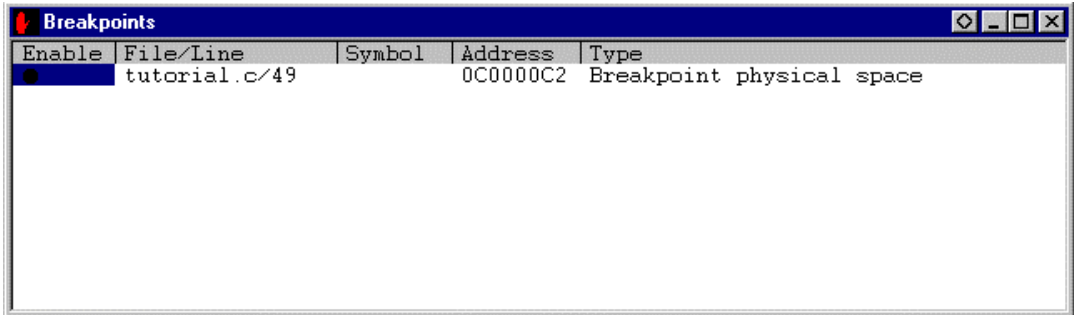 Breakpoints
Enable File/Line Symbol Address Type
tutorial.c/49 0C0000C2 Breakpoint physical space